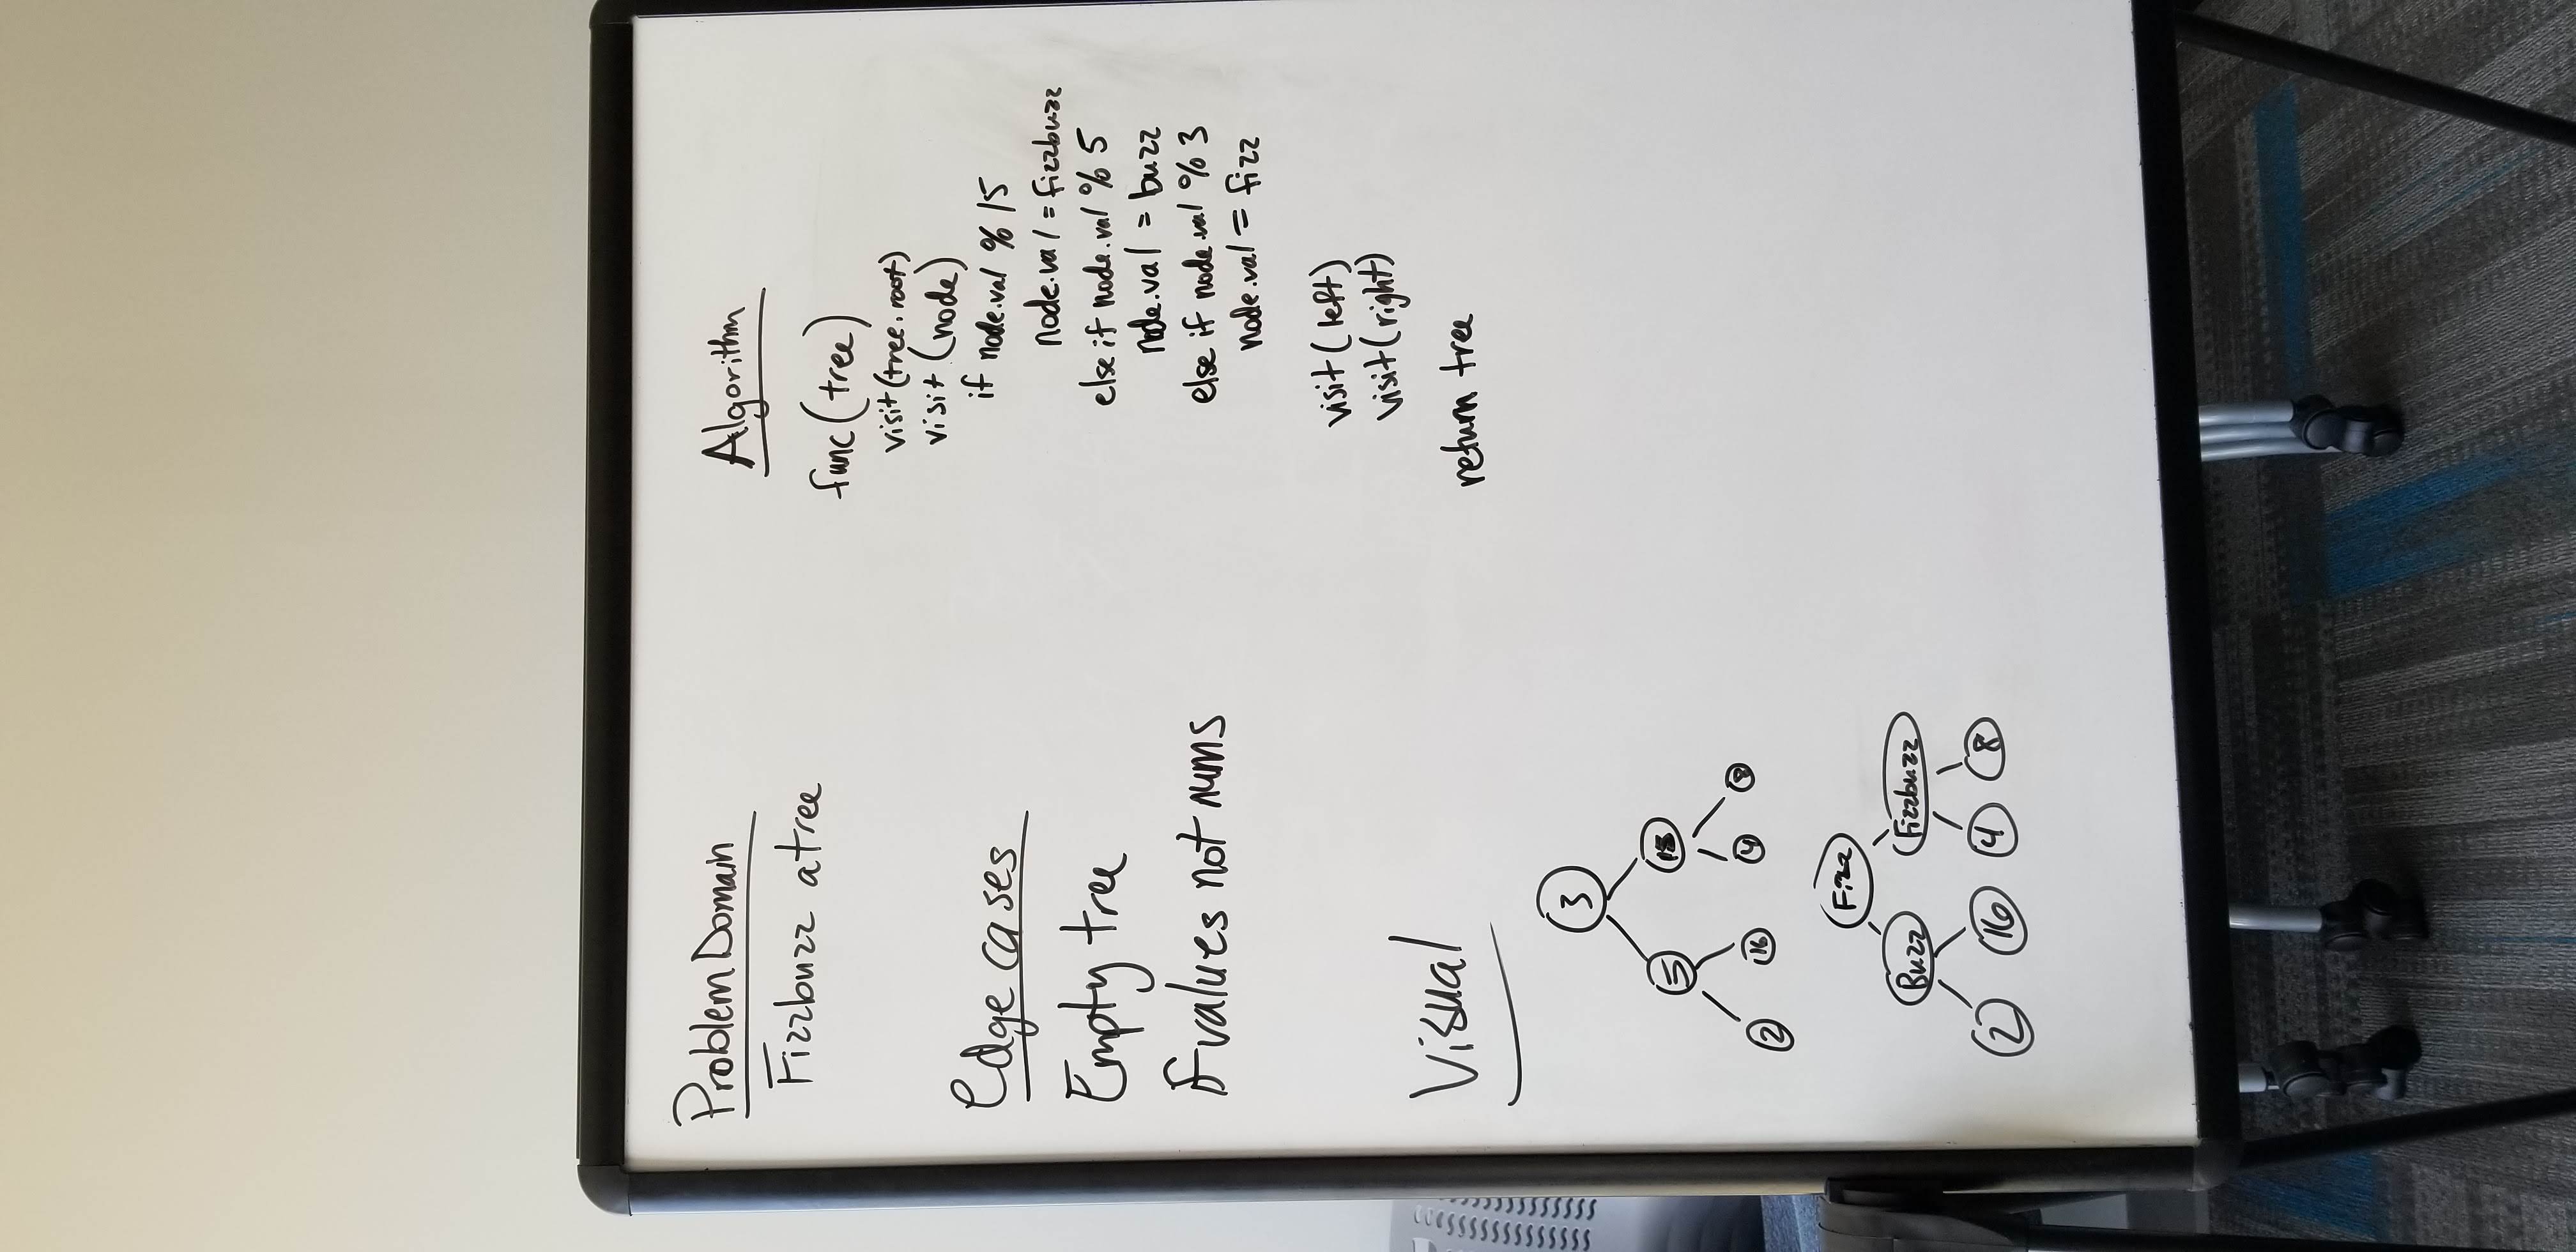 Problem Domain
Fizzbuzz a tree
Edge cases
Empty tree
If values not nums
Visual
3
5 15
2 16 4 8
Fizz
Buzz Fizzbuzz
2 16 4 8
Algorithm
func(tree)
visit(tree.root)
visit(node)
if node.val % 15
node.val = fizzbuzz
else if node.val % 5
node.val = buzz
else if node.val % 3
node.val = fizz
visit(left)
visit(right)
return tree